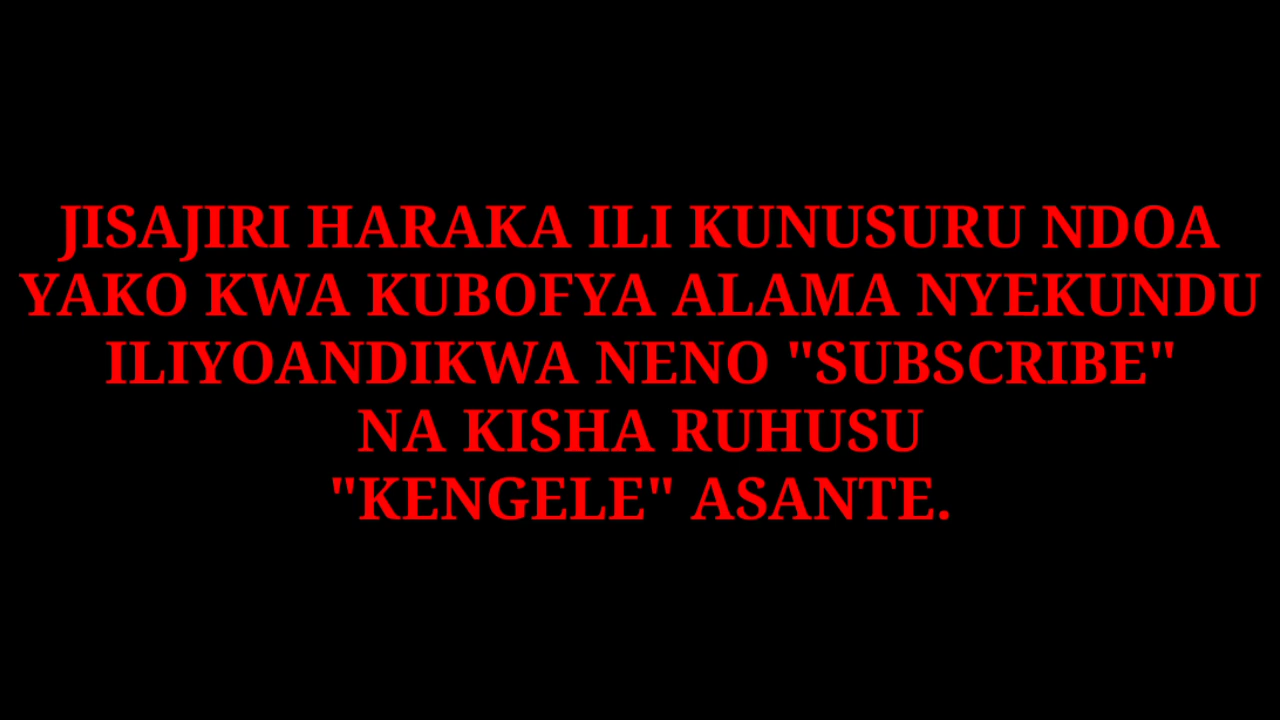 JISAJIRI HARAKA ILI KUNUSURU NDOA
YAKO KWA KUBOFYA ALAMA NYEKUNDU
ILIYOANDIKWA NENO "SUBSCRIBE"
NA KISHA RUHUSU
"KENGELE" ASANTE.